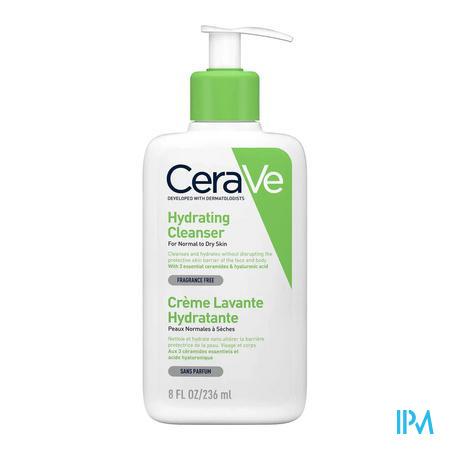 CeraVe
DEVELOPED WITH DERMATOLOGISTS
Hydrating
Cleanser
For Normal to Dry Skin
Cleanses and hydrates without disrupting the
protective skin barrier of the face and body
With 3 essential ceramides & hyaluronic acid
FRAGRANCE FREE
Crème Lavante
Hydratante
Peaux Normales à Sèches
Nettoie et hydrate sans altérer la barrière
protectrice de la peau. Visage et corps
Aux 3 céramides essentiels et
acide hyaluronique
SANS PARFUM
8 FL OZ/236 ml
IPM